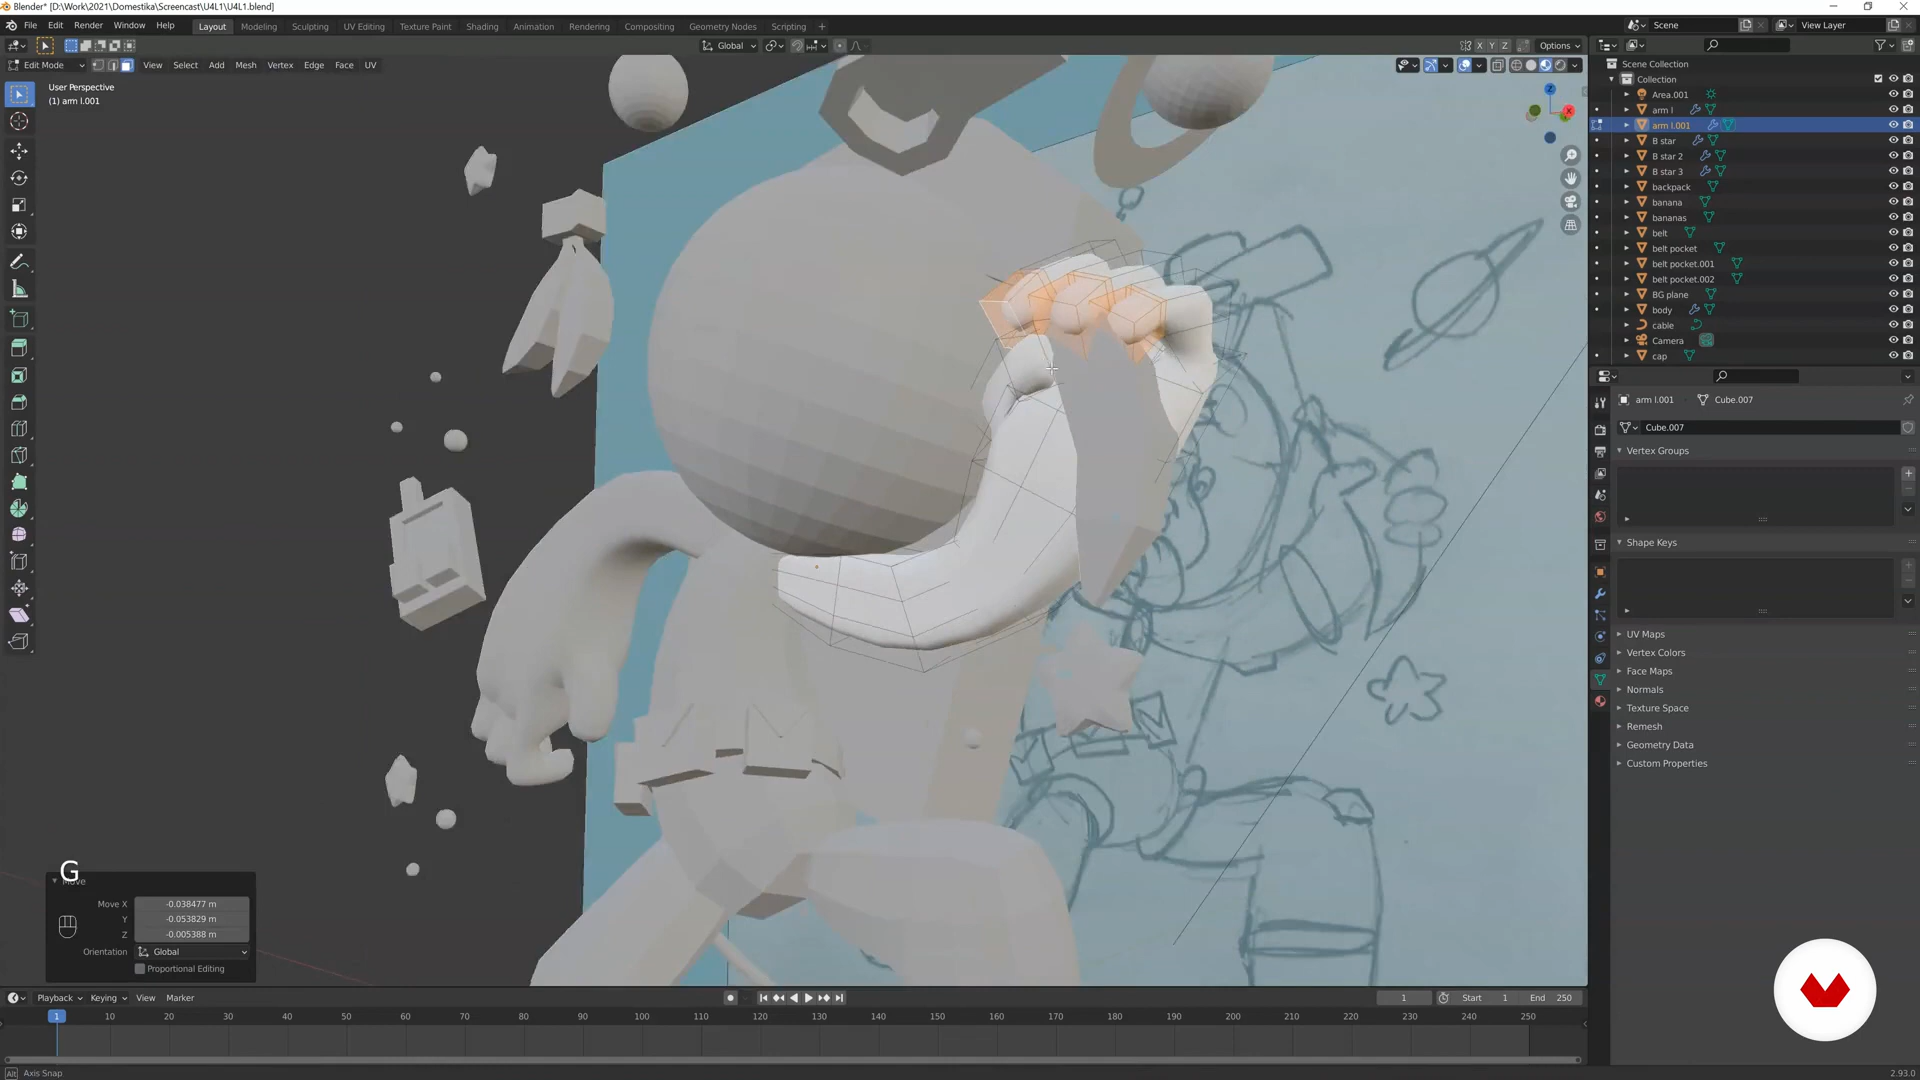 Blender* [D:\Work\2021\Domestika\Screencast\U4L1\U4L1.blend]
File Edit Render Window Help Layout Modeling Sculpting UV Editing Texture Paint Shading Animation Rendering Compositing Geometry Nodes Scripting + Scene View Layer
Global X Y Z Options
Edit Mode View Select Add Mesh Vertex Edge Face UV
User Perspective
(1) arm l.001
Z
X
Scene Collection
Collection
Area.001
arm l
arm l.001
B star
B star 2
B star 3
backpack
banana
bananas
belt
belt pocket
belt pocket.001
belt pocket.002
BG plane
body
cable
Camera
cap
arm l.001 Cube.007
Cube.007
Vertex Groups
Shape Keys
UV Maps
Vertex Colors
Face Maps
Normals
Texture Space
Remesh
Geometry Data
Custom Properties
G
Move
Move X -0.038477 m
Y -0.053829 m
Z -0.005388 m
Orientation Global
Proportional Editing
Playback Keying View Marker 1 Start 1 End 250
1 10 20 30 40 50 60 70 80 90 100 110 120 130 140 150 160 170 180 190 200 210 220 230 240 250
Alt Axis Snap 2.93.0